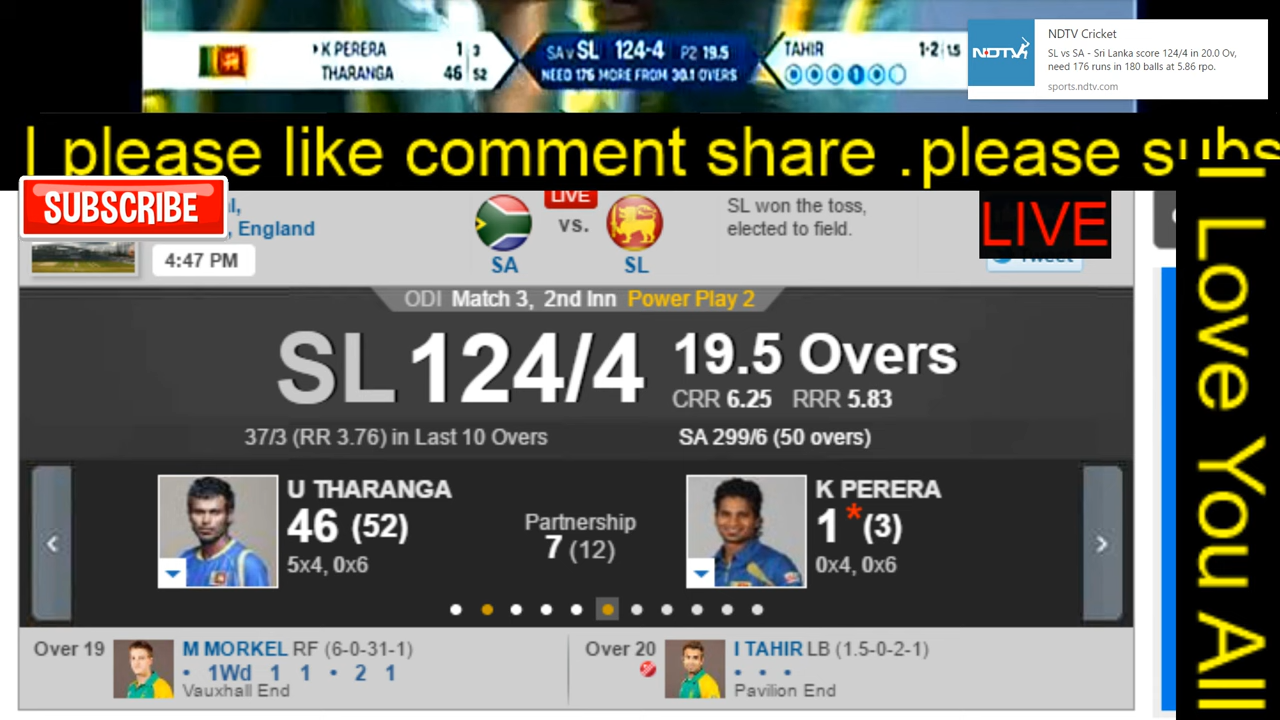 K PERERA 1 3
THARANGA 46 52
SA v SL 124-4 P2 19.5
NEED 176 MORE FROM 30.1 OVERS
TAHIR 1-2 1.5
1
NDTV
NDTV Cricket
SL vs SA - Sri Lanka score 124/4 in 20.0 Ov,
need 176 runs in 180 balls at 5.86 rpo.
sports.ndtv.com
I please like comment share .please subs
SUBSCRIBE
l,
, England
4:47 PM
LIVE
vs.
SA
SL
SL won the toss,
elected to field.
LIVE
Tweet
I Love You All
ODI Match 3, 2nd Inn Power Play 2
SL 124/4
19.5 Overs
CRR 6.25 RRR 5.83
37/3 (RR 3.76) in Last 10 Overs
SA 299/6 (50 overs)
U THARANGA
46 (52)
5x4, 0x6
Partnership
7 (12)
K PERERA
1*(3)
0x4, 0x6
Over 19
M MORKEL RF (6-0-31-1)
• 1Wd 1 1 • 2 1
Vauxhall End
Over 20
I TAHIR LB (1.5-0-2-1)
• • •
Pavilion End